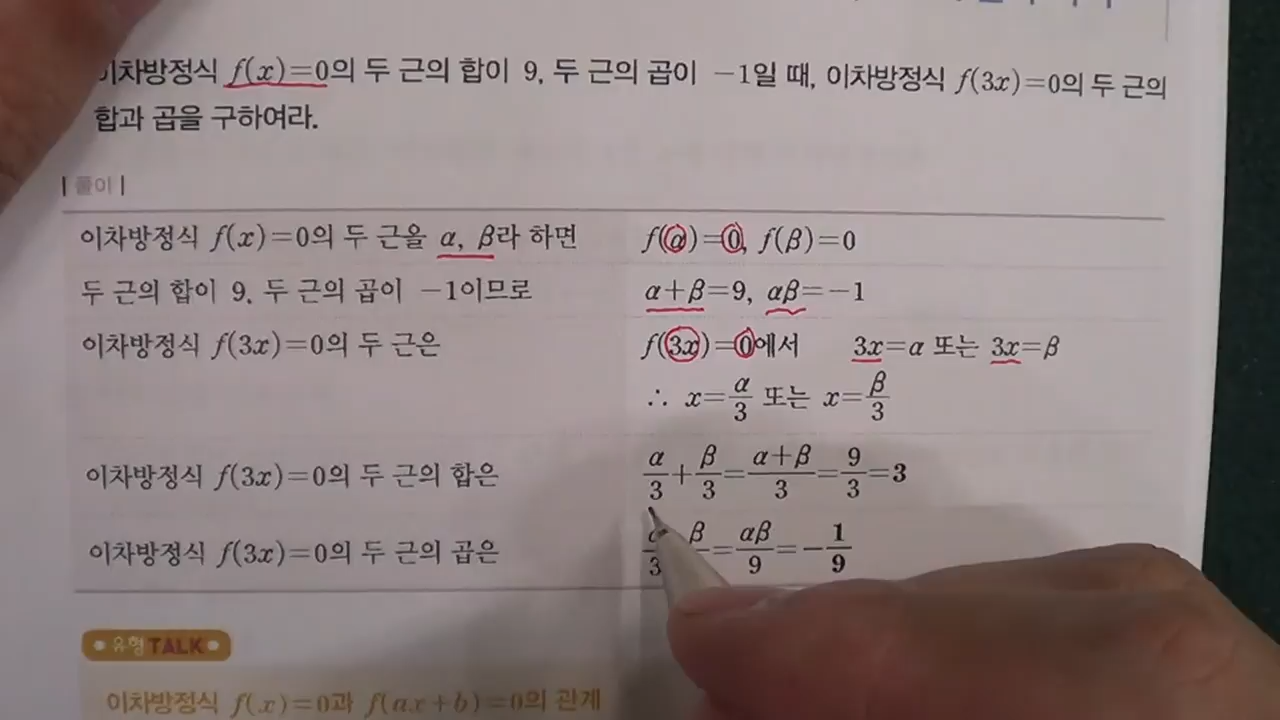 이차방정식 f(x)=0의 두 근의 합이 9, 두 근의 곱이 −1일 때, 이차방정식 f(3x)=0의 두 근의
합과 곱을 구하여라.
| 풀이 |
이차방정식 f(x)=0의 두 근을 α, β라 하면 f(α)=0, f(β)=0
두 근의 합이 9, 두 근의 곱이 −1이므로 α+β=9, αβ=−1
이차방정식 f(3x)=0의 두 근은 f(3x)=0에서 3x=α 또는 3x=β
∴ x=α/3 또는 x=β/3
이차방정식 f(3x)=0의 두 근의 합은 α/3+β/3=(α+β)/3=9/3=3
이차방정식 f(3x)=0의 두 근의 곱은 α/3 β/3=αβ/9=−1/9
유형TALK
이차방정식 f(x)=0과 f(ax+b)=0의 관계